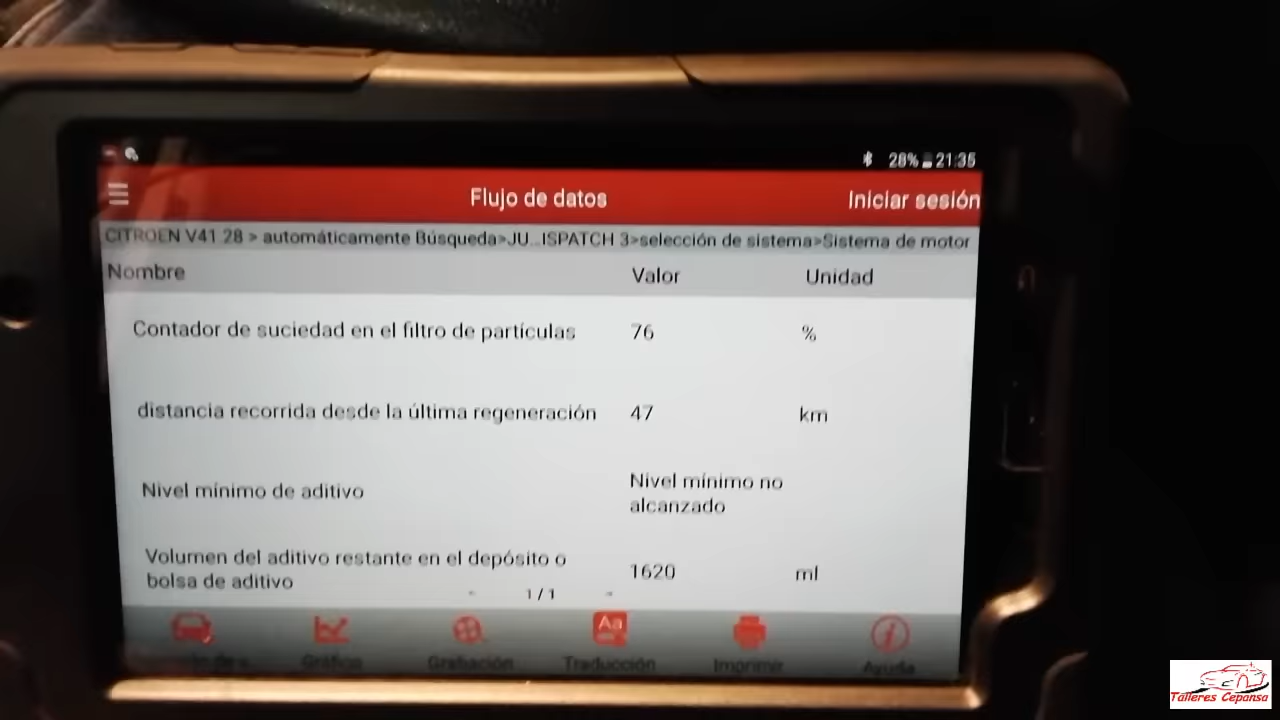 28% 21:35
Flujo de datos
Iniciar sesión
CITROEN V41 28 > automáticamente Búsqueda>JU...ISPATCH 3>selección de sistema>Sistema de motor
Nombre Valor Unidad
Contador de suciedad en el filtro de partículas 76 %
distancia recorrida desde la última regeneración 47 km
Nivel mínimo de aditivo Nivel mínimo no
alcanzado
Volumen del aditivo restante en el depósito o
bolsa de aditivo 1620 ml
1/1
Aa
Gráfico Grabación Traducción Imprimir Ayuda
Talleres Cepansa